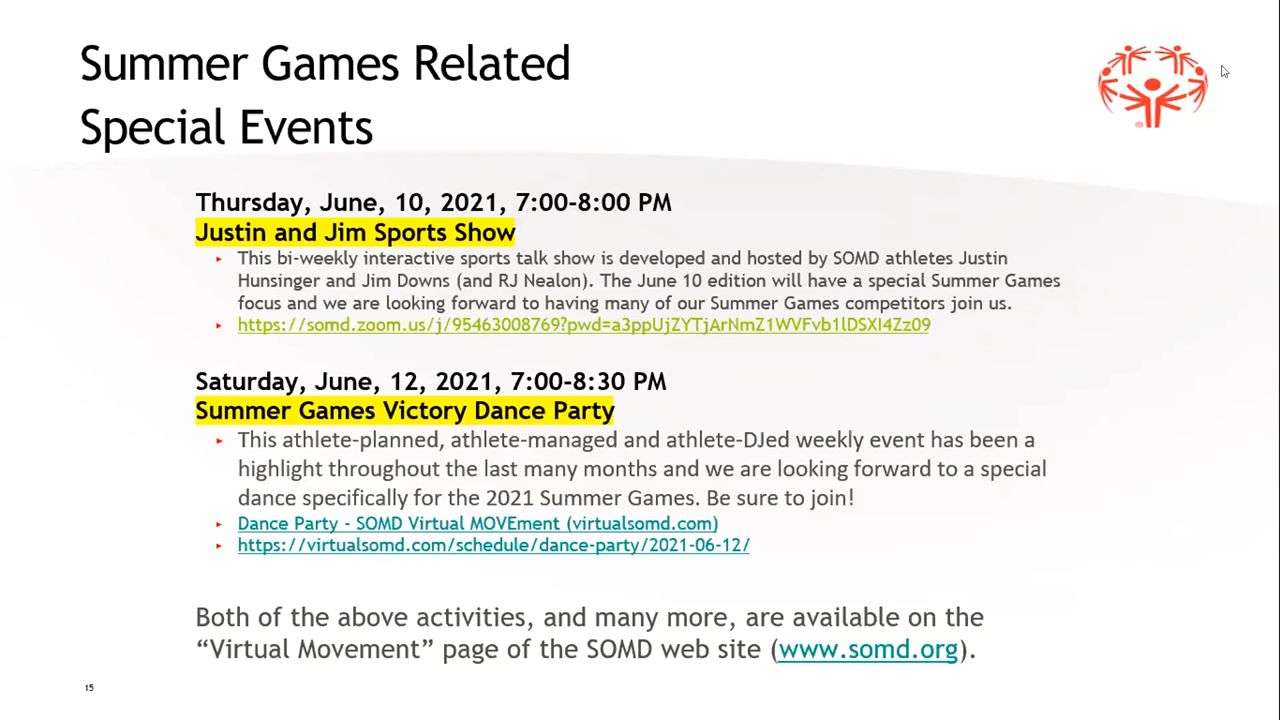 Summer Games Related
Special Events
Thursday, June, 10, 2021, 7:00-8:00 PM
Justin and Jim Sports Show
This bi-weekly interactive sports talk show is developed and hosted by SOMD athletes Justin
Hunsinger and Jim Downs (and RJ Nealon). The June 10 edition will have a special Summer Games
focus and we are looking forward to having many of our Summer Games competitors join us.
https://somd.zoom.us/j/95463008769?pwd=a3ppUjZYTjArNmZ1WVFvb1lDSXI4Zz09
Saturday, June, 12, 2021, 7:00-8:30 PM
Summer Games Victory Dance Party
This athlete-planned, athlete-managed and athlete-DJed weekly event has been a
highlight throughout the last many months and we are looking forward to a special
dance specifically for the 2021 Summer Games. Be sure to join!
Dance Party - SOMD Virtual MOVEment (virtualsomd.com)
https://virtualsomd.com/schedule/dance-party/2021-06-12/
Both of the above activities, and many more, are available on the
“Virtual Movement” page of the SOMD web site (www.somd.org).
15